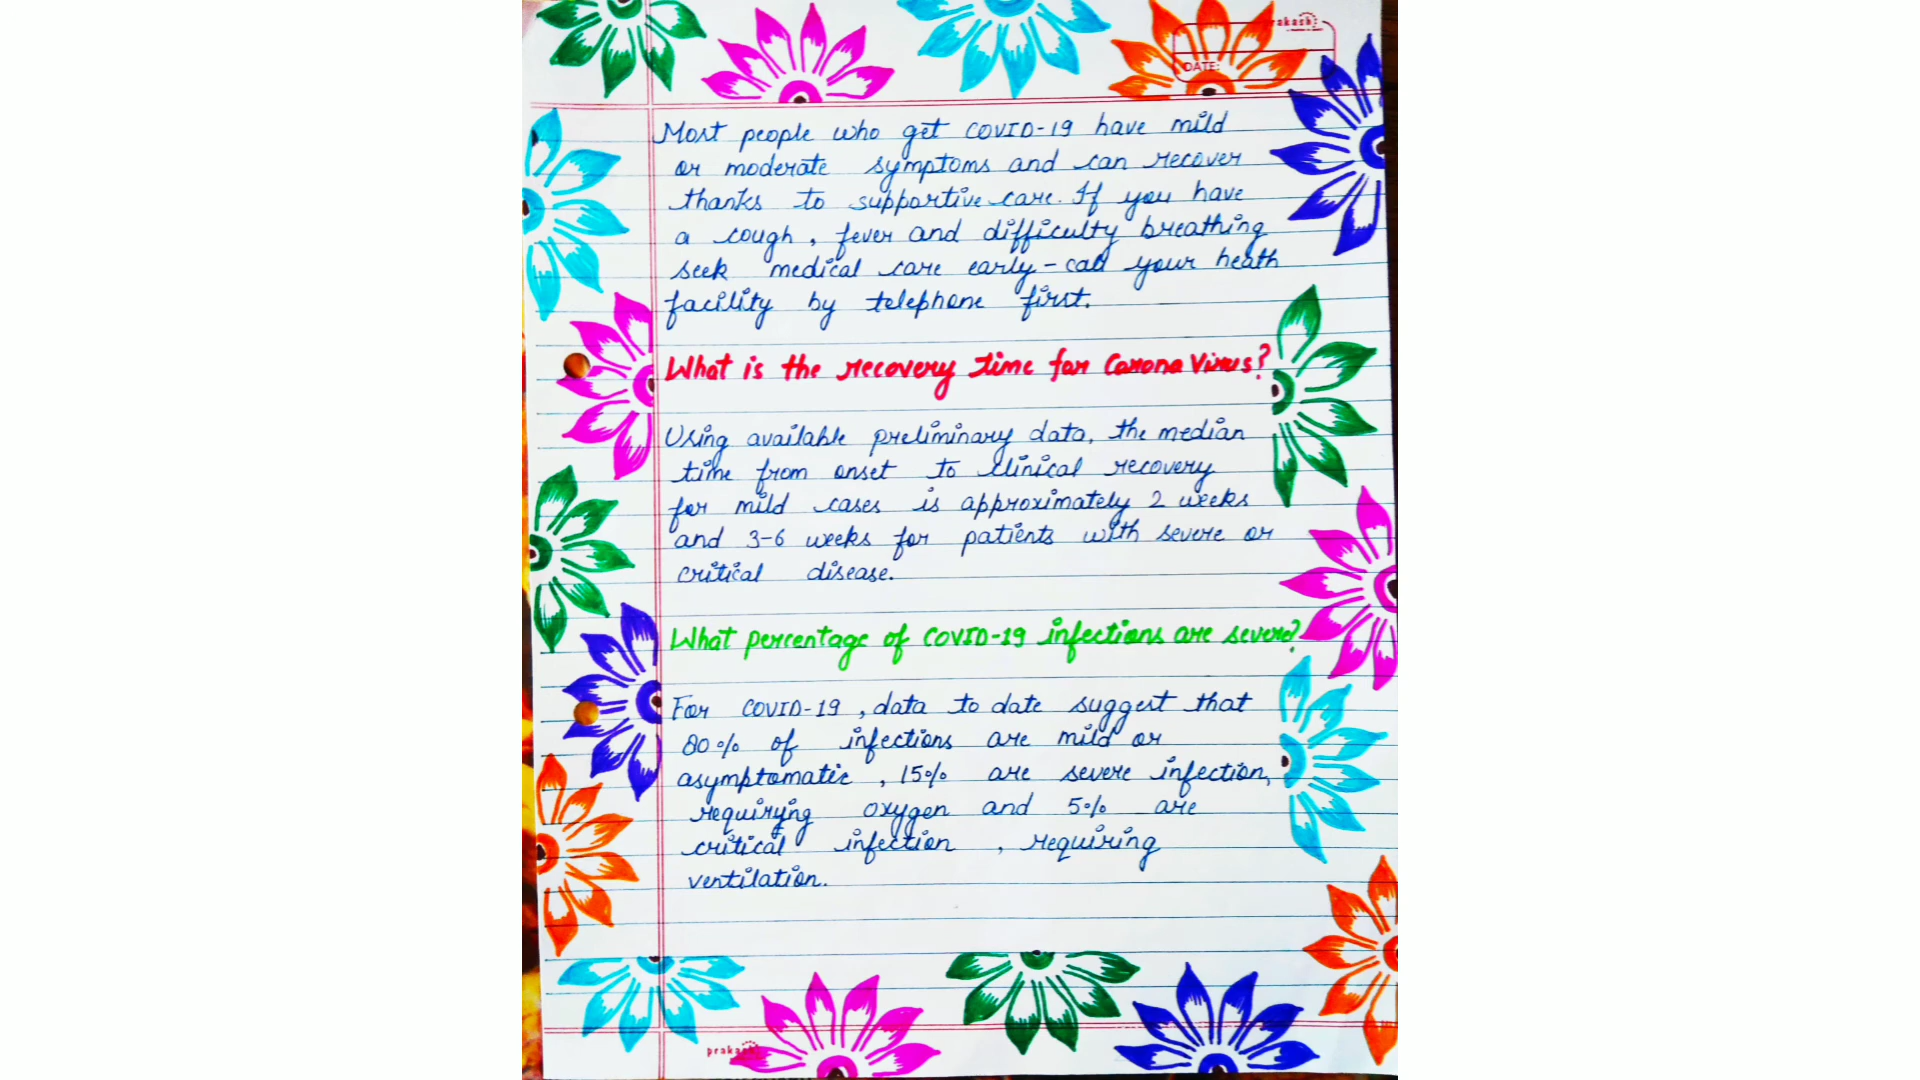 prakash
DATE:
Most people who get COVID-19 have mild
or moderate symptoms and can recover
thanks to supportive care. If you have
a cough, fever and difficulty breathing
seek medical care early - call your heath
facility by telephone first.
What is the recovery time for Corona Virus?
Using available preliminary data, the median
time from onset to clinical recovery
for mild cases is approximately 2 weeks
and 3-6 weeks for patients with severe or
critical disease.
What percentage of COVID-19 infections are severe?
For COVID-19, data to date suggest that
80% of infections are mild or
asymptomatic, 15% are severe infection,
requirying oxygen and 5% are
critical infection, requiring
ventilation.
prakash